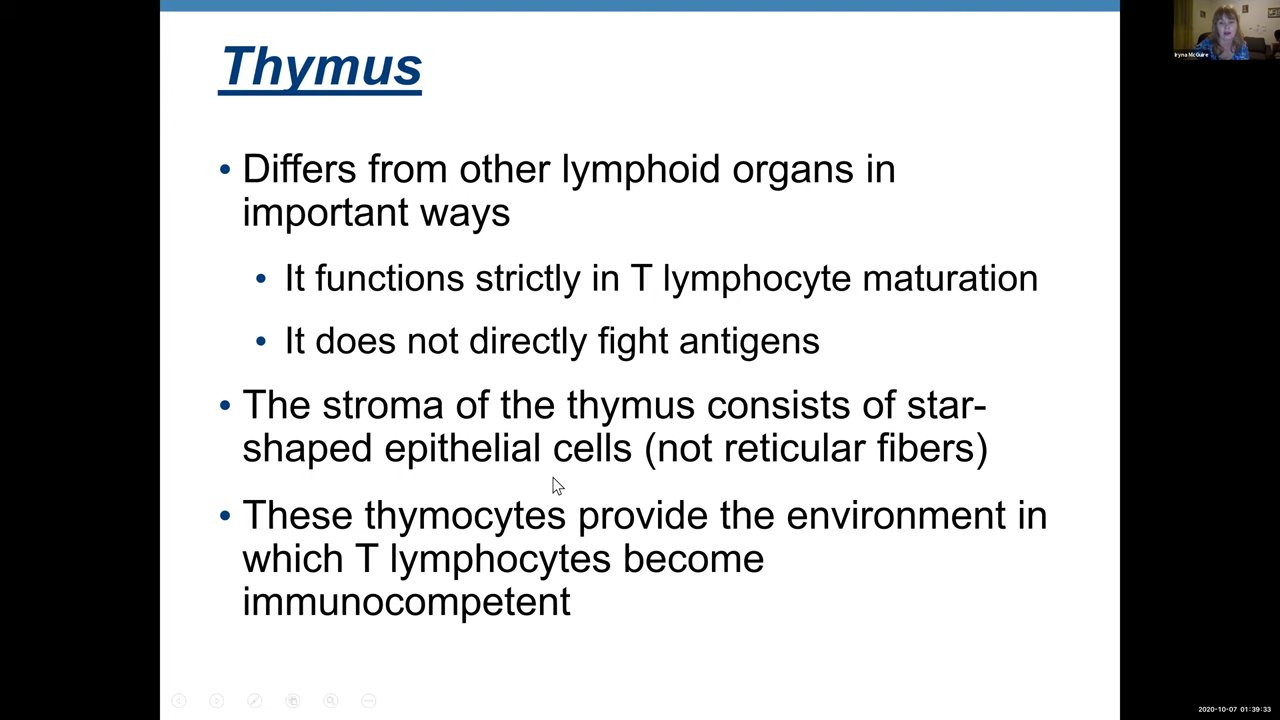 Thymus
Iryna McGuire
• Differs from other lymphoid organs in
important ways
• It functions strictly in T lymphocyte maturation
• It does not directly fight antigens
• The stroma of the thymus consists of star-
shaped epithelial cells (not reticular fibers)
• These thymocytes provide the environment in
which T lymphocytes become
immunocompetent
2020-10-07 01:39:33